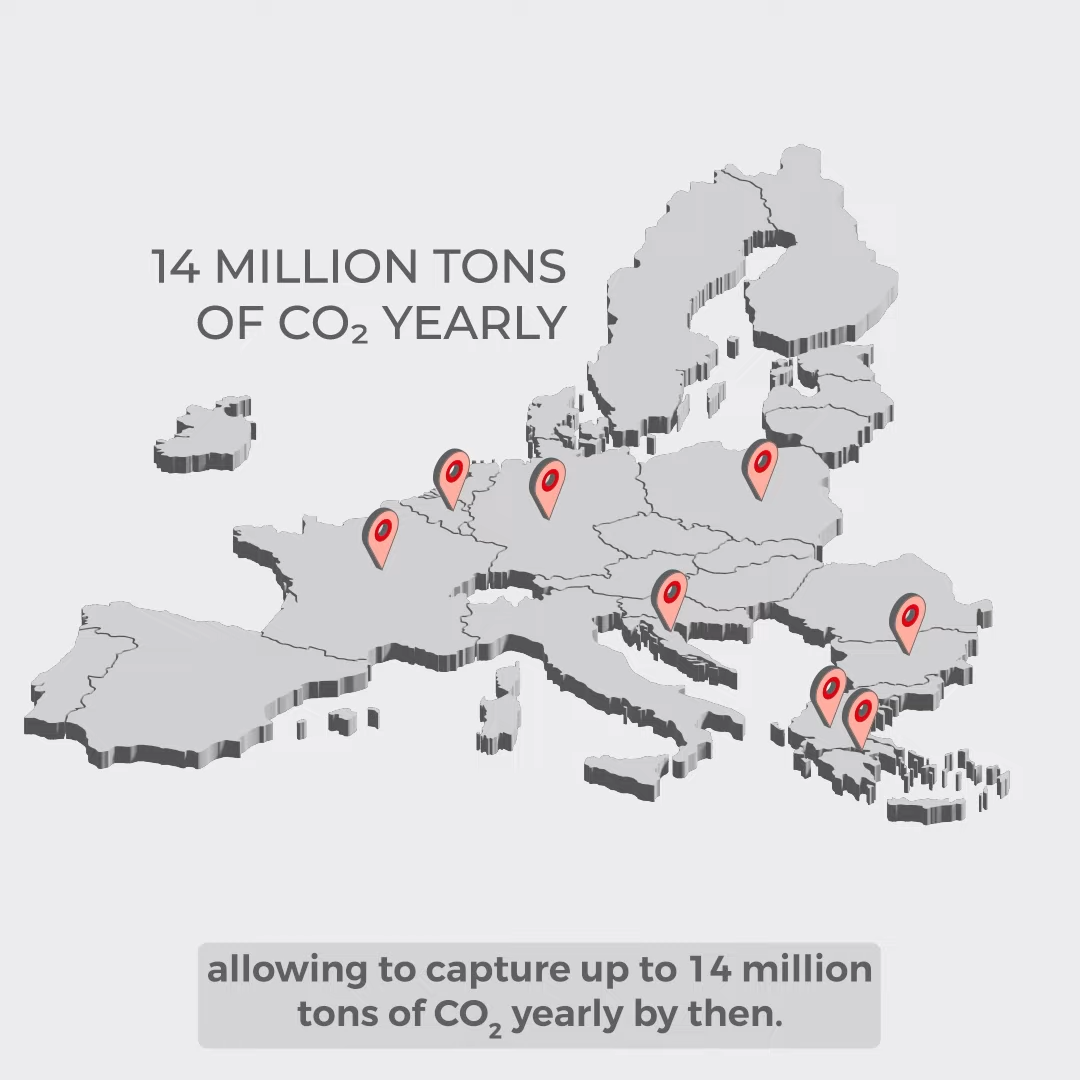 14 MILLION TONS
OF CO₂ YEARLY
allowing to capture up to 14 million
tons of CO₂ yearly by then.